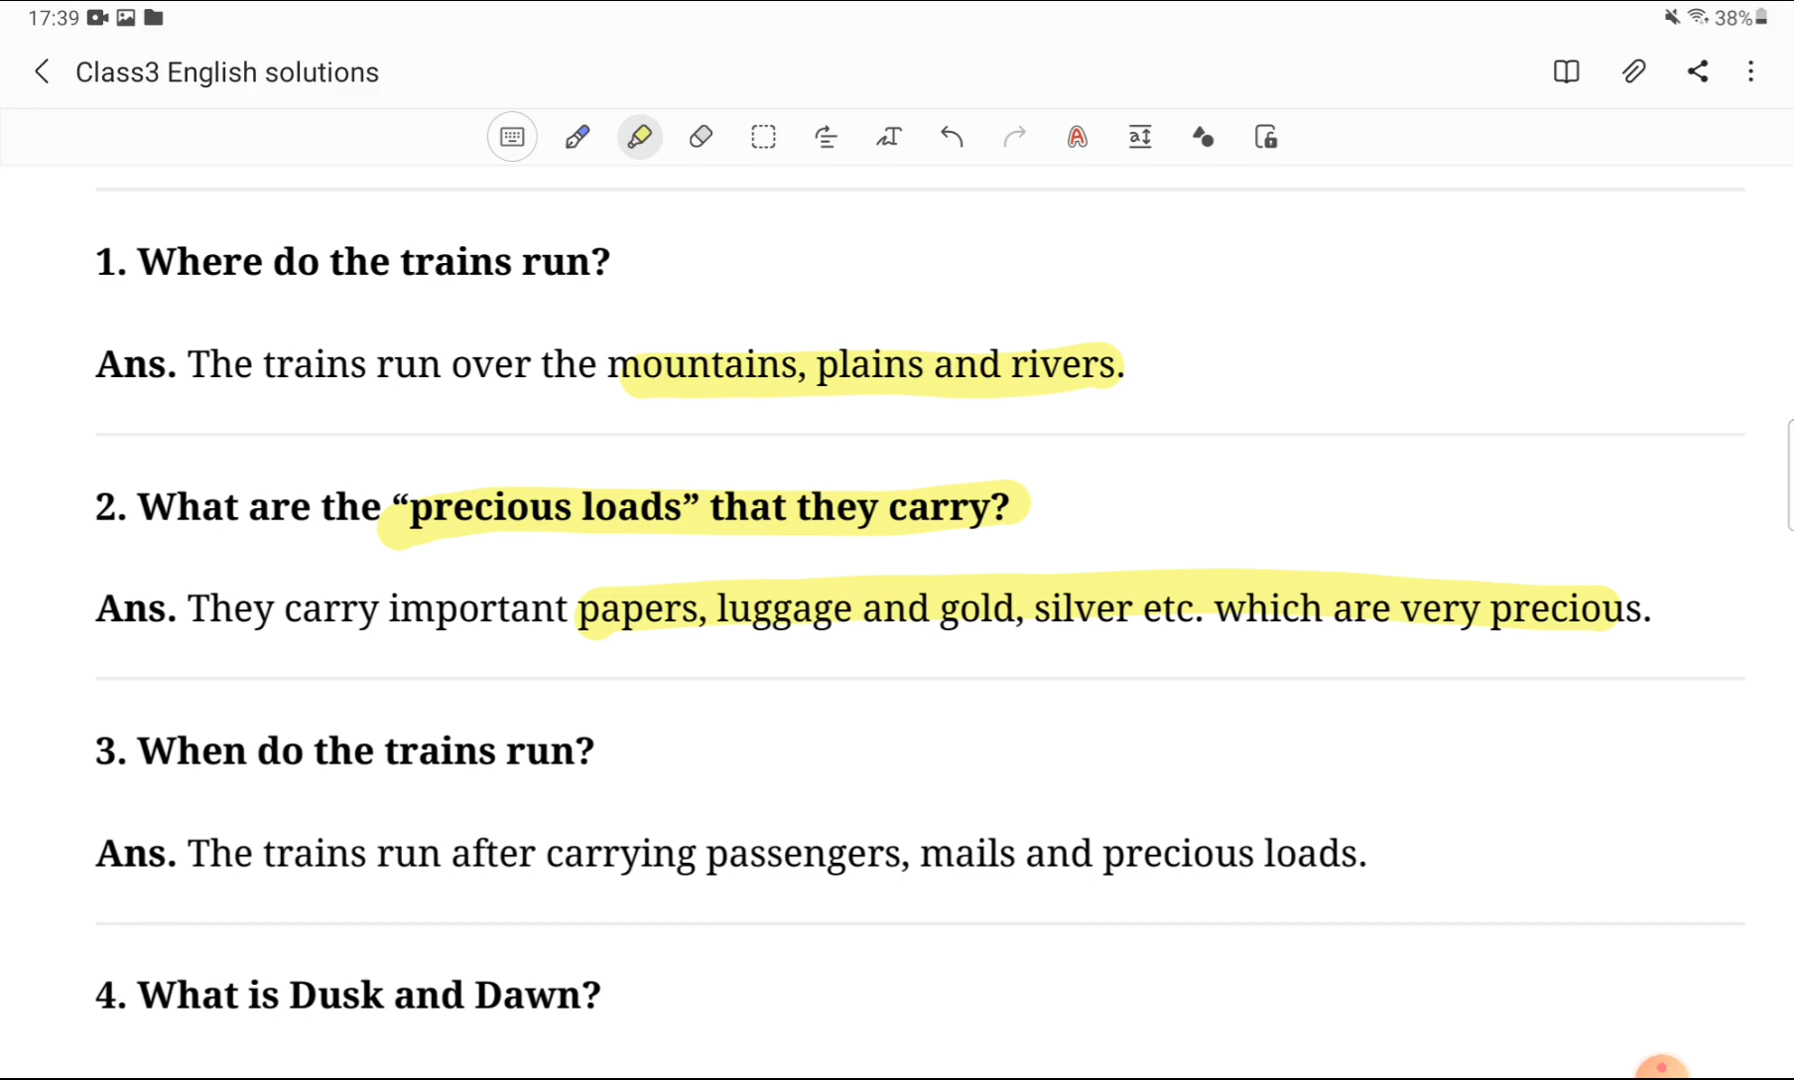 17:39
38%
Class3 English solutions
1. Where do the trains run?
Ans. The trains run over the mountains, plains and rivers.
2. What are the “precious loads” that they carry?
Ans. They carry important papers, luggage and gold, silver etc. which are very precious.
3. When do the trains run?
Ans. The trains run after carrying passengers, mails and precious loads.
4. What is Dusk and Dawn?